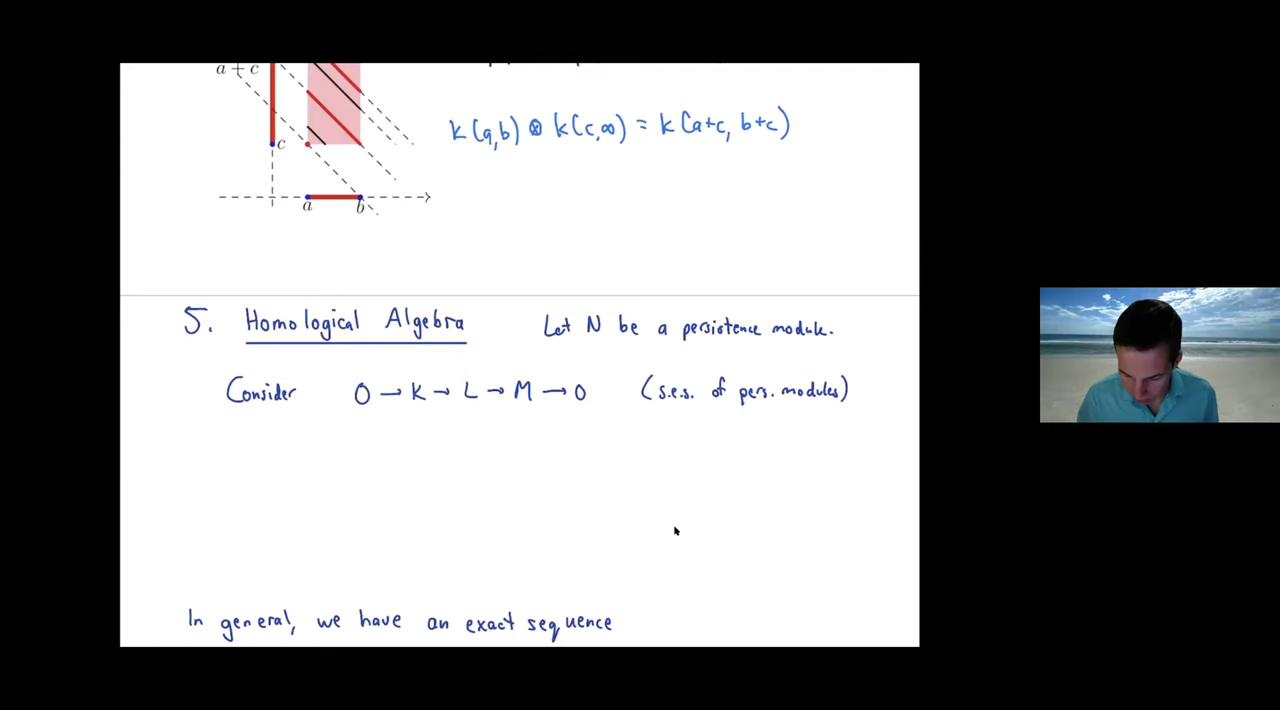 a + c
c
k(a,b) ⊗ k(c,∞) = k(a+c, b+c)
a
b
5. Homological Algebra Let N be a persistence module.
Consider 0 → K → L → M → 0 (s.e.s. of pers. modules)
In general, we have an exact sequence